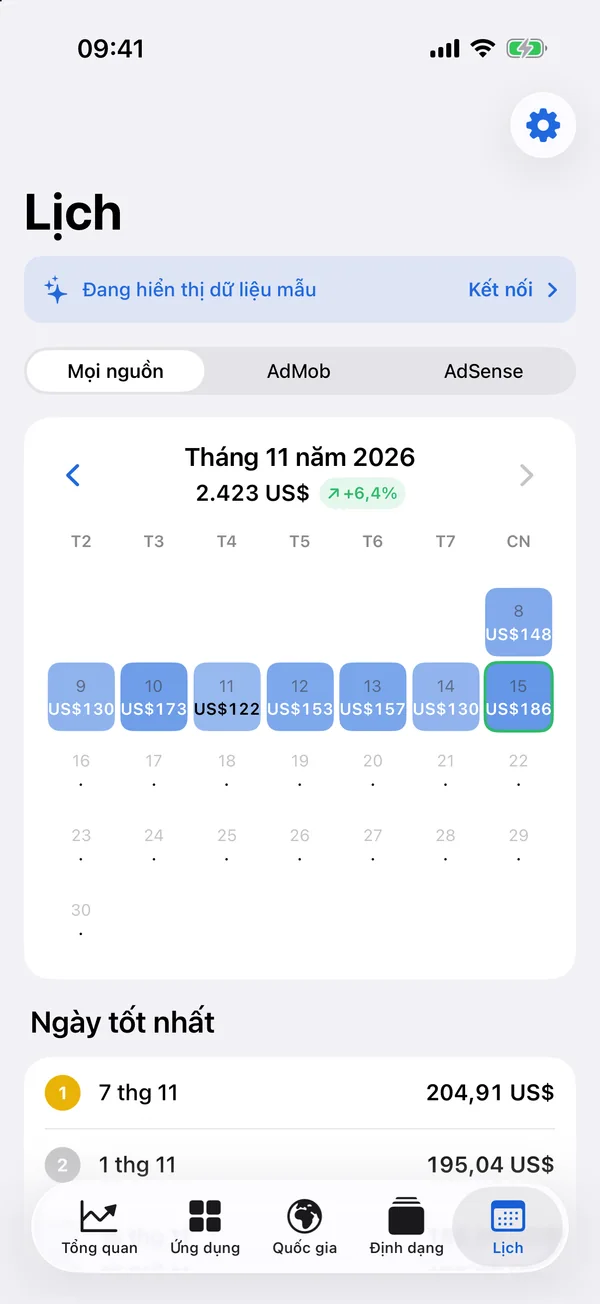 09:41
Lịch
Đang hiển thị dữ liệu mẫu Kết nối
Mọi nguồn AdMob AdSense
Tháng 11 năm 2026
2.423 US$ +6,4%
T2 T3 T4 T5 T6 T7 CN
8
US$148
9 10 11 12 13 14 15
US$130 US$173 US$122 US$153 US$157 US$130 US$186
16 17 18 19 20 21 22
. . . . . . .
23 24 25 26 27 28 29
. . . . . . .
30
.
Ngày tốt nhất
1 7 thg 11 204,91 US$
2 1 thg 11 195,04 US$
Tổng quan Ứng dụng Quốc gia Định dạng Lịch